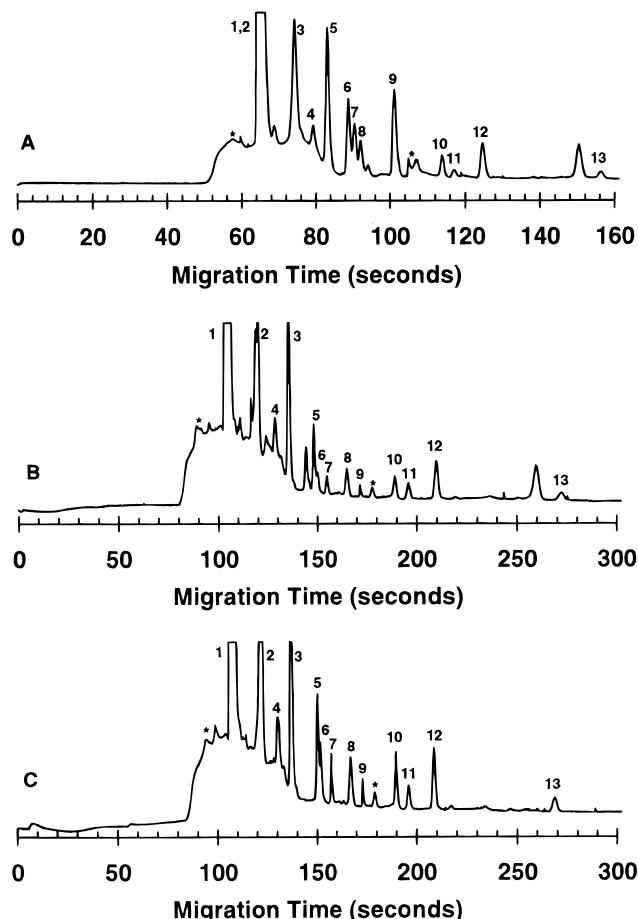 1,2 3 5
4 6 7 8 9
* * 10 11 12 13
A
0 20 40 60 80 100 120 140 160
Migration Time (seconds)
1 2 3
4 5
* 6 7 8 9 * 10 11 12 13
B
0 50 100 150 200 250 300
Migration Time (seconds)
1 2 3
4 5
* 6 7 8 9 * 10 11 12 13
C
0 50 100 150 200 250 300
Migration Time (seconds)